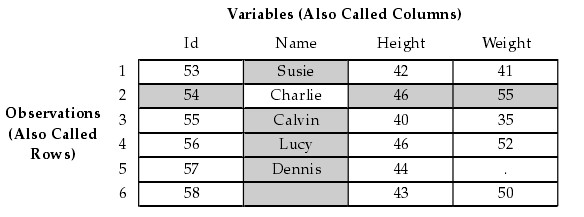 Variables (Also Called Columns)
Id Name Height Weight
1 53 Susie 42 41
2 54 Charlie 46 55
Observations
(Also Called
Rows)
3 55 Calvin 40 35
4 56 Lucy 46 52
5 57 Dennis 44 .
6 58 43 50